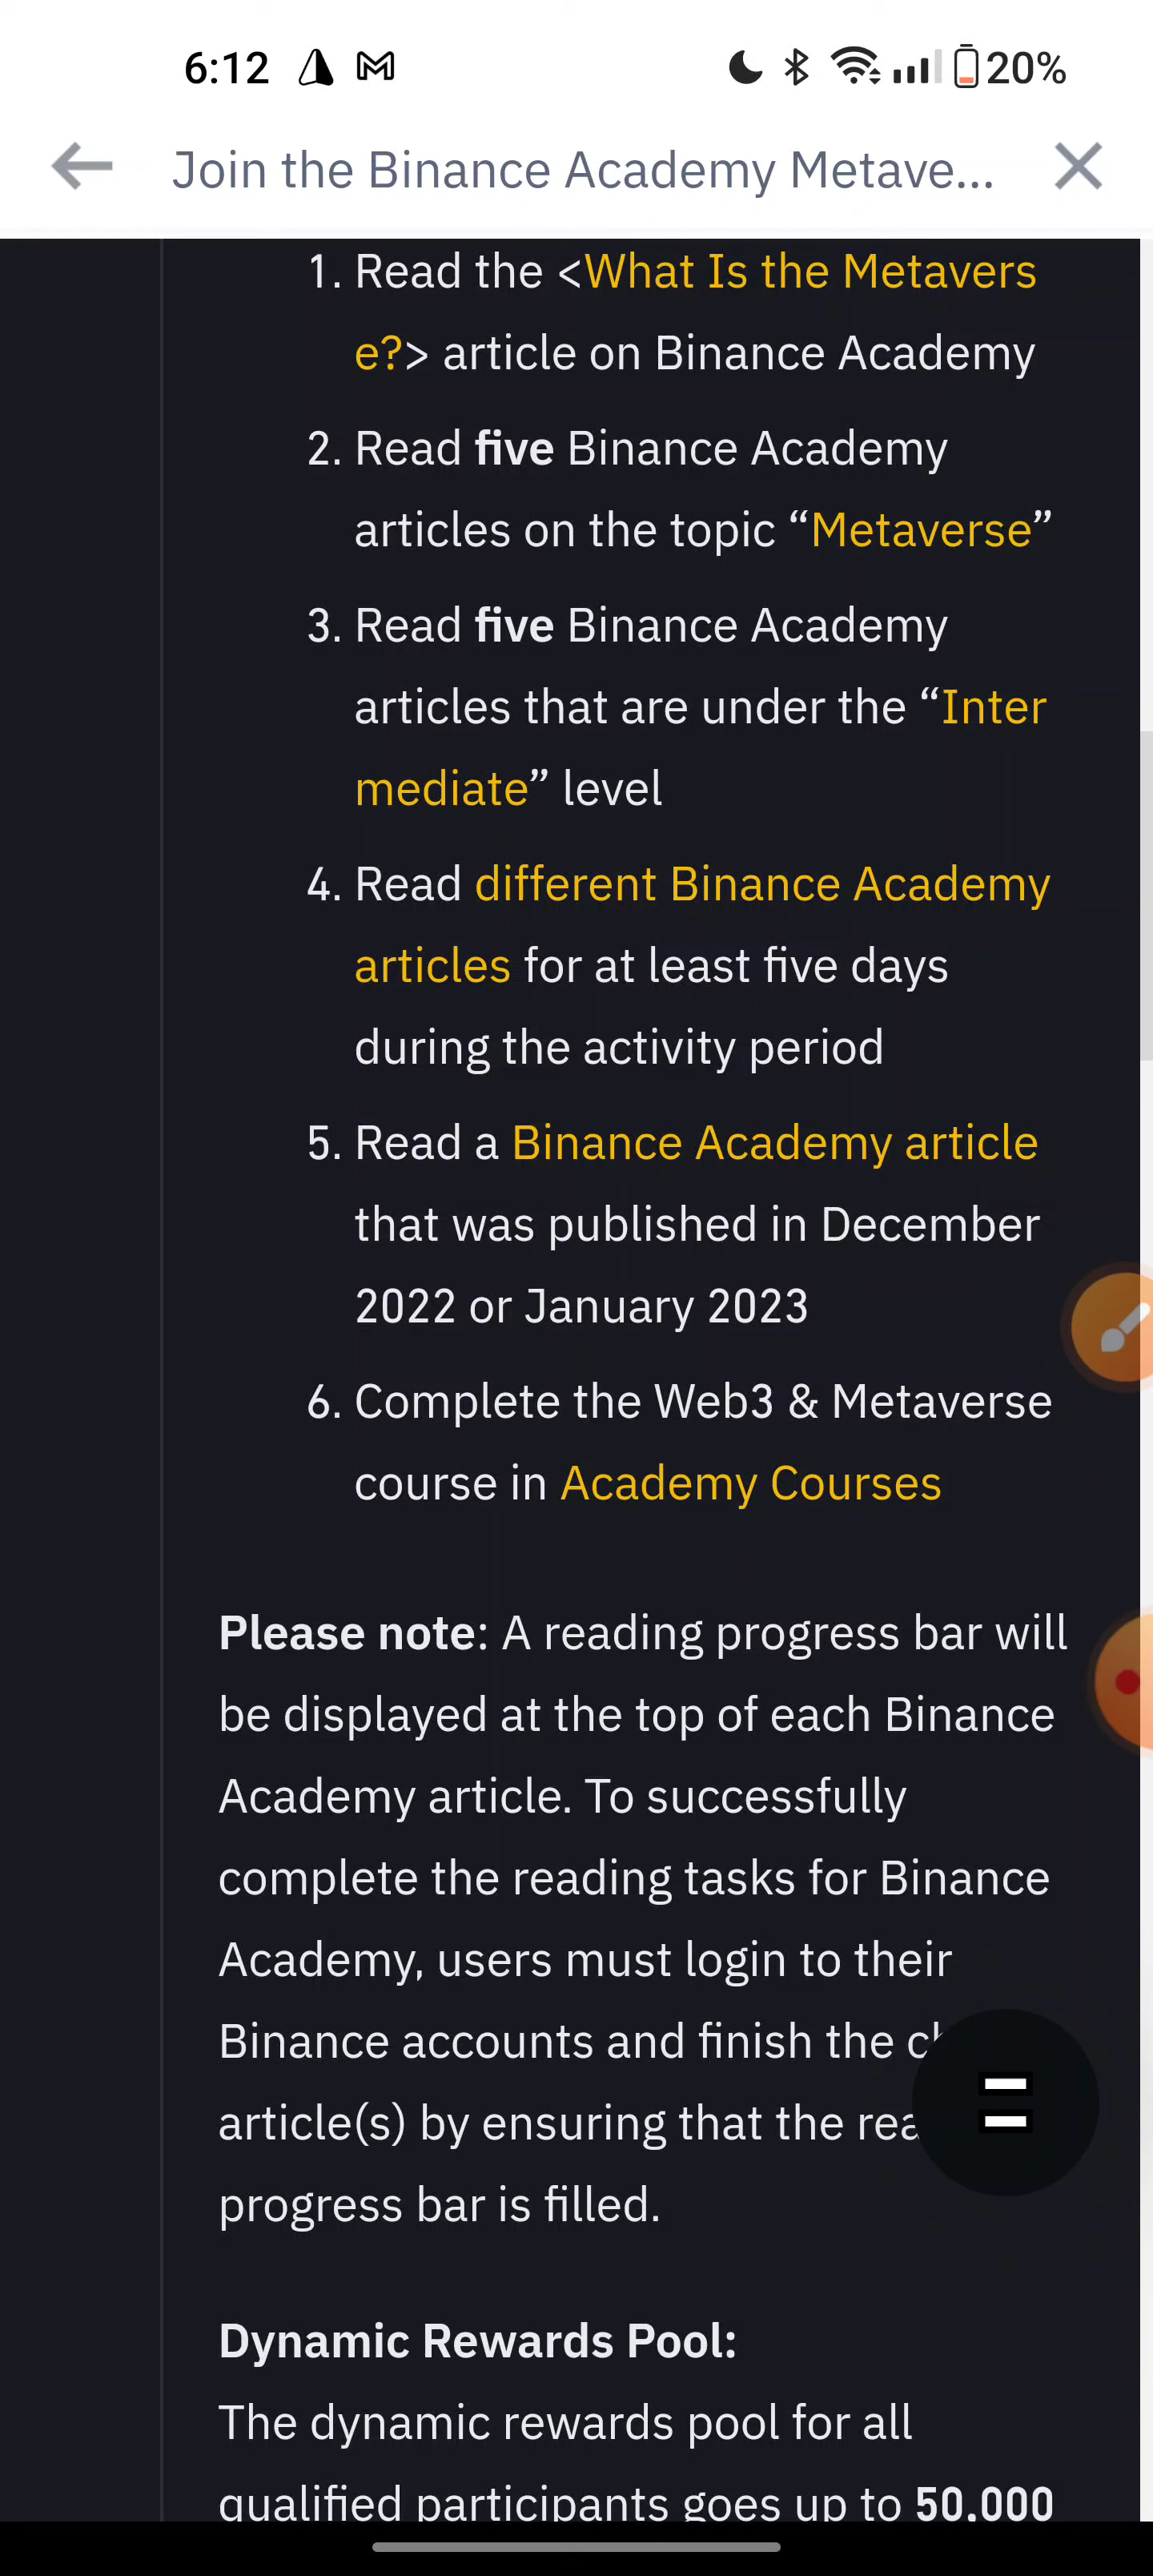 6:12 20%
Join the Binance Academy Metave...
1. Read the <What Is the Metavers
e?> article on Binance Academy
2. Read five Binance Academy
articles on the topic “Metaverse”
3. Read five Binance Academy
articles that are under the “Inter
mediate” level
4. Read different Binance Academy
articles for at least five days
during the activity period
5. Read a Binance Academy article
that was published in December
2022 or January 2023
6. Complete the Web3 & Metaverse
course in Academy Courses
Please note: A reading progress bar will
be displayed at the top of each Binance
Academy article. To successfully
complete the reading tasks for Binance
Academy, users must login to their
Binance accounts and finish the
article(s) by ensuring that the
progress bar is filled.
Dynamic Rewards Pool:
The dynamic rewards pool for all
qualified participants goes up to 50,000